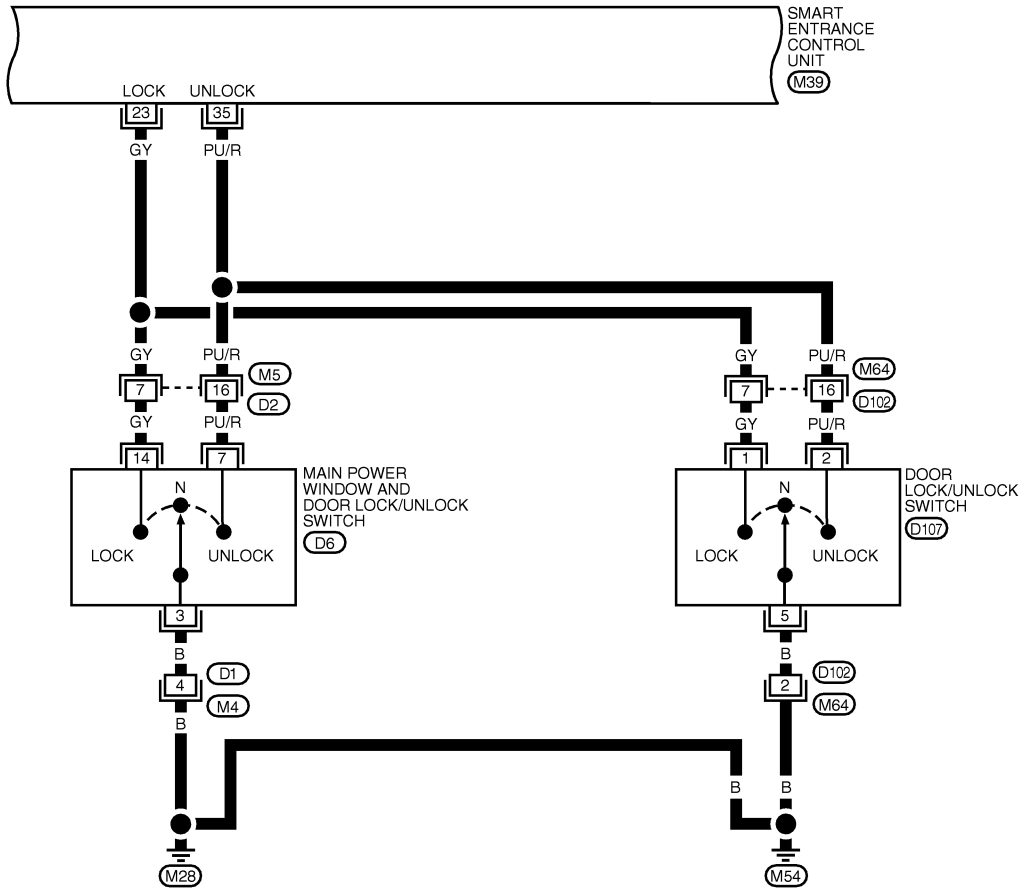 SMART
ENTRANCE
CONTROL
UNIT
M39
LOCK UNLOCK
23 35
GY PU/R
GY PU/R GY PU/R
7 16 M5 7 16 M64
D2 D102
GY PU/R GY PU/R
14 7 1 2
MAIN POWER
WINDOW AND
DOOR LOCK/UNLOCK
SWITCH
D6
N
LOCK UNLOCK
DOOR
LOCK/UNLOCK
SWITCH
D107
N
LOCK UNLOCK
3 5
B B
4 D1 2 D102
M4 M64
B
B B
M28 M54